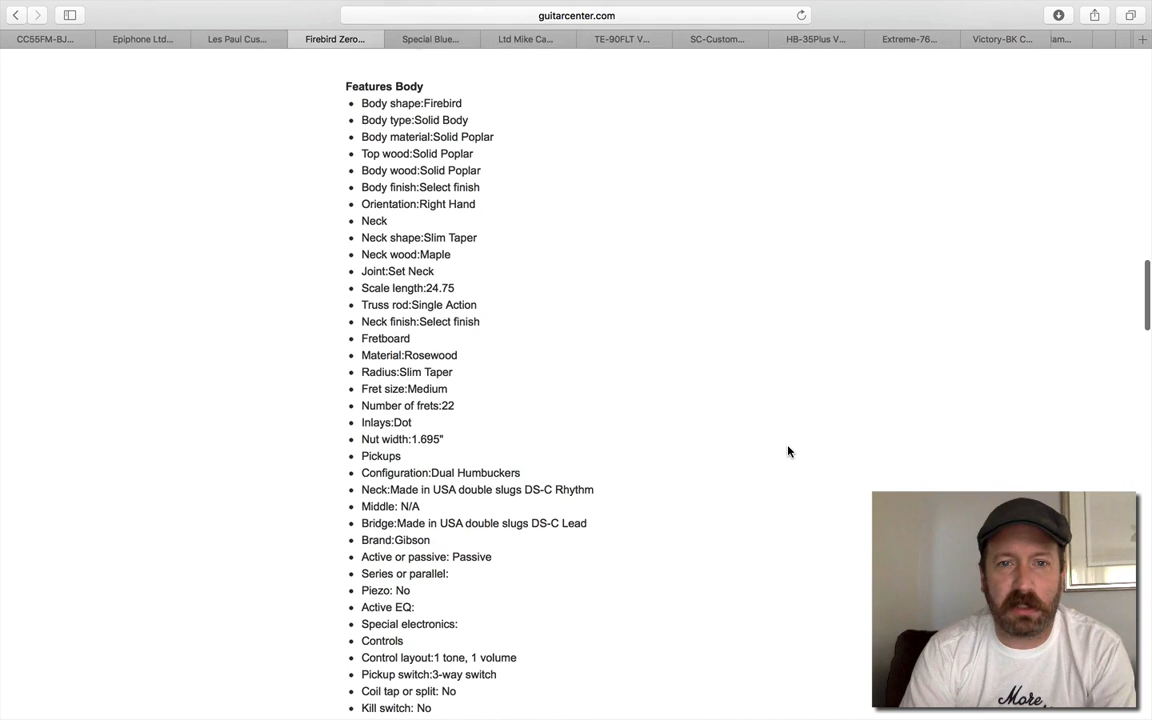 guitarcenter.com
CC55FM-BJ...
Epiphone Ltd...
Les Paul Cus...
Firebird Zero...
Special Blue...
Ltd Mike Ca...
TE-90FLT V...
SC-Custom...
HB-35Plus V...
Extreme-76...
Victory-BK C...
am...
Features Body
Body shape:Firebird
Body type:Solid Body
Body material:Solid Poplar
Top wood:Solid Poplar
Body wood:Solid Poplar
Body finish:Select finish
Orientation:Right Hand
Neck
Neck shape:Slim Taper
Neck wood:Maple
Joint:Set Neck
Scale length:24.75
Truss rod:Single Action
Neck finish:Select finish
Fretboard
Material:Rosewood
Radius:Slim Taper
Fret size:Medium
Number of frets:22
Inlays:Dot
Nut width:1.695"
Pickups
Configuration:Dual Humbuckers
Neck:Made in USA double slugs DS-C Rhythm
Middle: N/A
Bridge:Made in USA double slugs DS-C Lead
Brand:Gibson
Active or passive: Passive
Series or parallel:
Piezo: No
Active EQ:
Special electronics:
Controls
Control layout:1 tone, 1 volume
Pickup switch:3-way switch
Coil tap or split: No
Kill switch: No
More